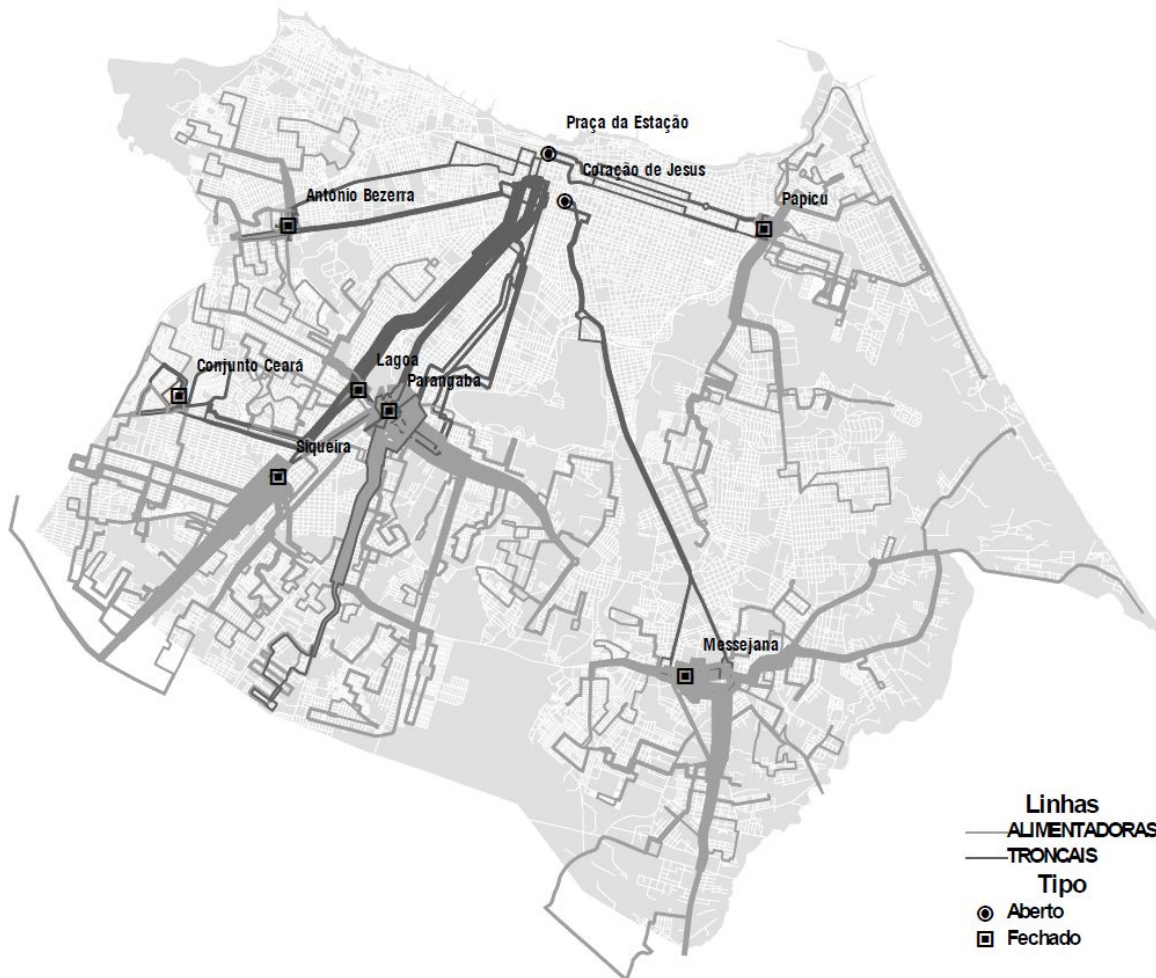 Praça da Estação
Coração de Jesus
Antônio Bezerra
Papicu
Lagoa
Conjunto Ceará
Parangaba
Siqueira
Messejana
Linhas
ALIMENTADORAS
TRONCAIS
Tipo
Aberto
Fechado